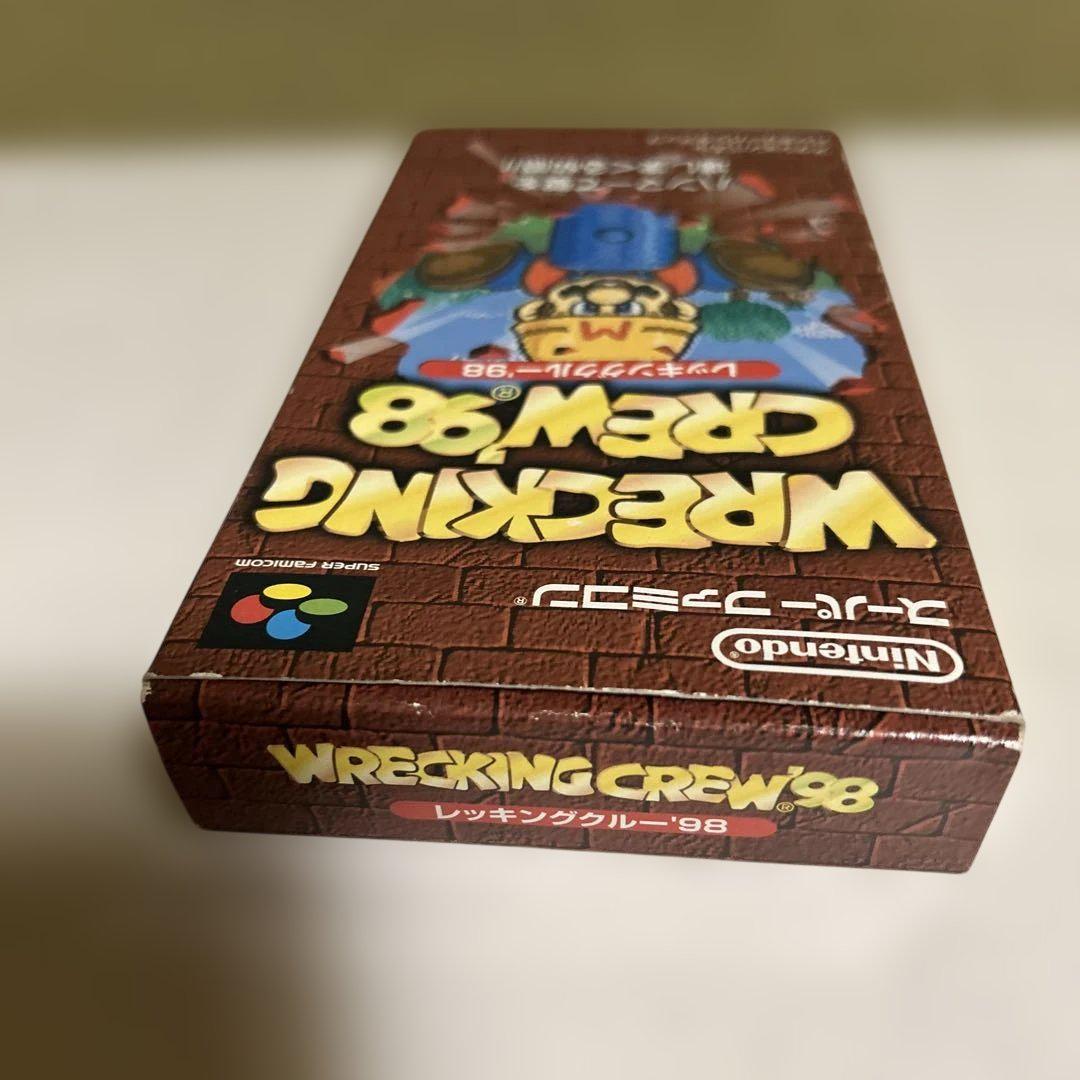 Nintendo®
スーパーファミコン®
SUPER FAMICOM
WRECKING
CREW'98®
レッキングクルー'98
WRECKING CREW'98®
レッキングクルー'98